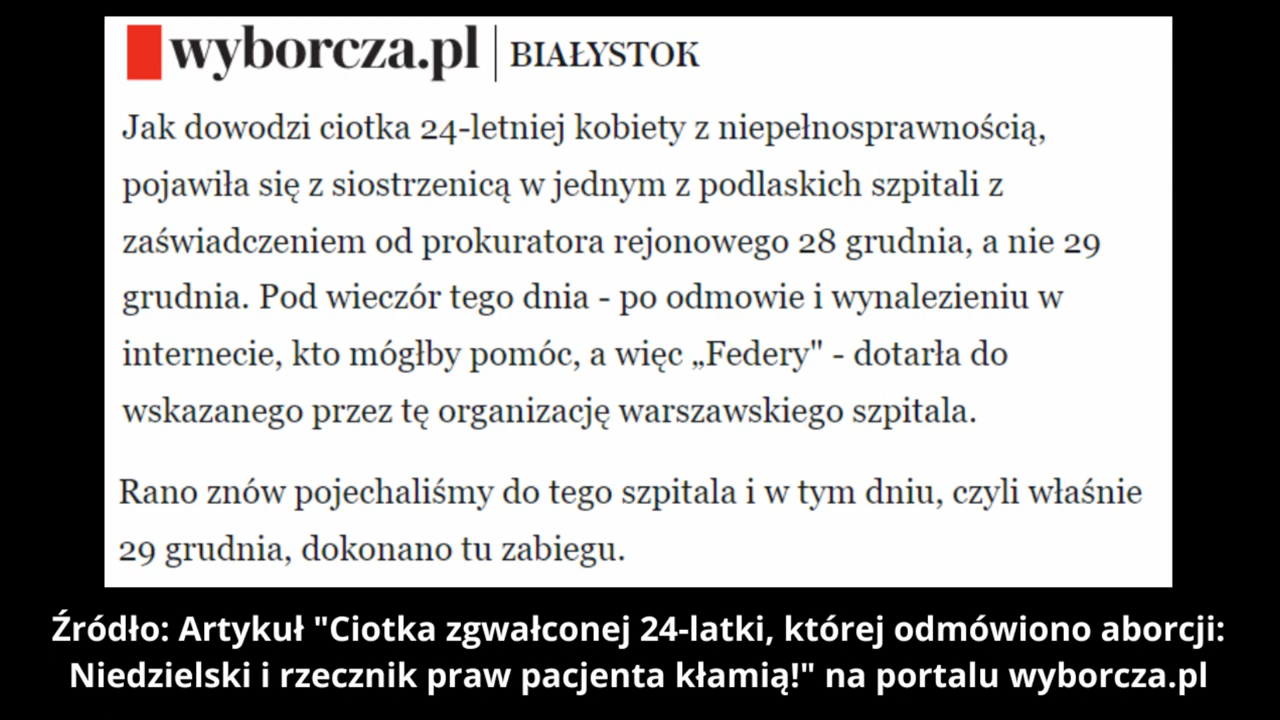 wyborcza.pl | BIAŁYSTOK
Jak dowodzi ciotka 24-letniej kobiety z niepełnosprawnością,
pojawiła się z siostrzenicą w jednym z podlaskich szpitali z
zaświadczeniem od prokuratora rejonowego 28 grudnia, a nie 29
grudnia. Pod wieczór tego dnia - po odmowie i wynalezieniu w
internecie, kto mógłby pomóc, a więc „Federy" - dotarła do
wskazanego przez tę organizację warszawskiego szpitala.
Rano znów pojechaliśmy do tego szpitala i w tym dniu, czyli właśnie
29 grudnia, dokonano tu zabiegu.
Źródło: Artykuł "Ciotka zgwałconej 24-latki, której odmówiono aborcji:
Niedzielski i rzecznik praw pacjenta kłamią!" na portalu wyborcza.pl